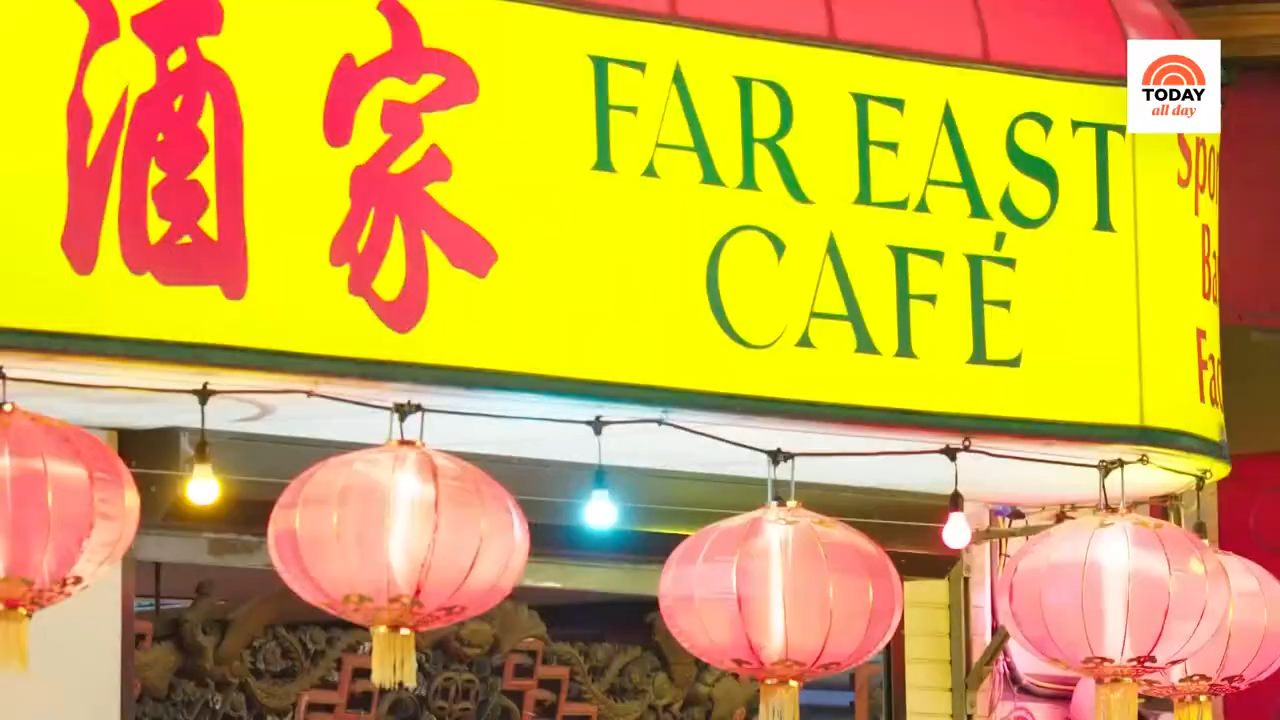 酒家
FAR EAST
CAFÉ
TODAY
all day